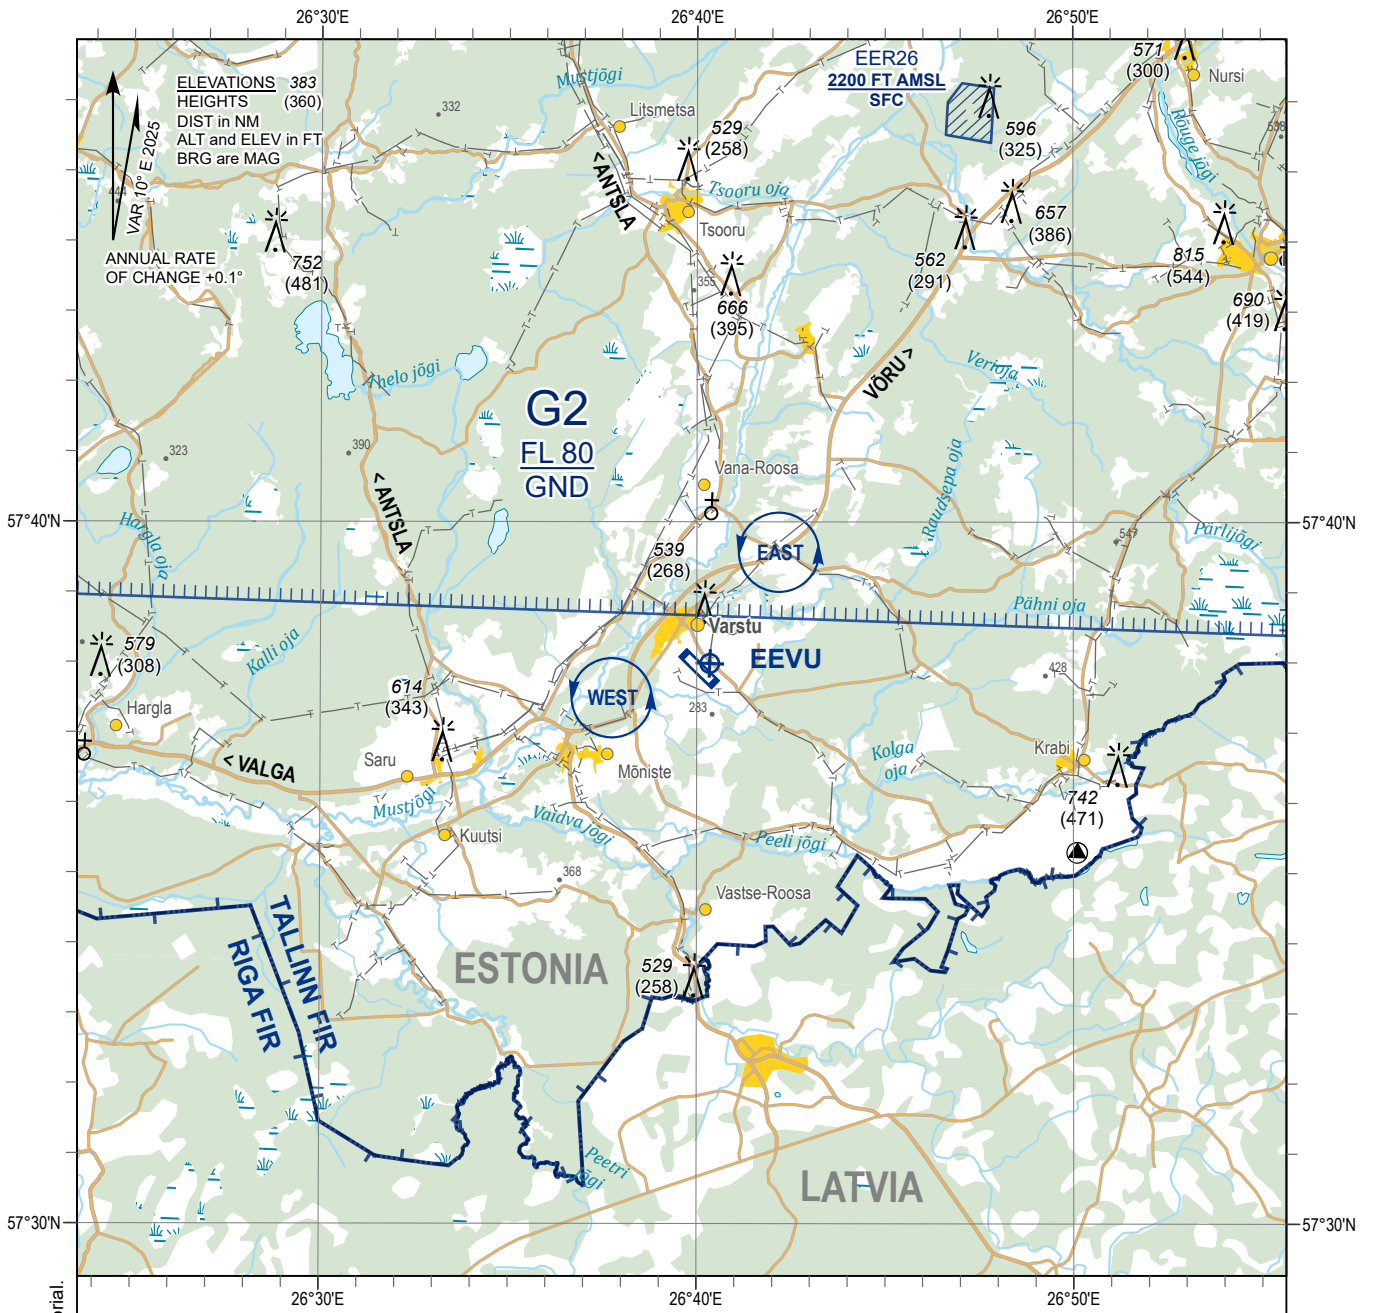 26°30'E
26°40'E
26°50'E
ELEVATIONS 383
HEIGHTS (360)
DIST in NM
ALT and ELEV in FT
BRG are MAG
VAR 10° E 2025
ANNUAL RATE
OF CHANGE +0.1°
332
Mustjõgi
Litsmetsa
529
(258)
< ANTSLA
Tsooru oja
Tsooru
EER26
2200 FT AMSL
SFC
596
(325)
571
(300)
Nursi
Rõuge jõgi
538
657
(386)
562
(291)
815
(544)
690
(419)
752
(481)
355
666
(395)
Ahelo jõgi
VÕRU >
Verioja
G2
FL 80
GND
323
390
< ANTSLA
Vana-Roosa
Raudsepa oja
Hargla oja
57°40'N
57°40'N
547
Pärlijõgi
539
(268)
EAST
Pähni oja
Varstu
EEVU
579
(308)
Kalli oja
614
(343)
WEST
283
428
Hargla
< VALGA
Saru
Mõniste
Kolga
oja
Krabi
Mustjõgi
742
(471)
Kuutsi
Vaidva jõgi
Peeli jõgi
368
Vastse-Roosa
TALLINN FIR
RIGA FIR
ESTONIA
529
(258)
Peetri
jõgi
LATVIA
57°30'N
57°30'N
26°30'E
26°40'E
26°50'E